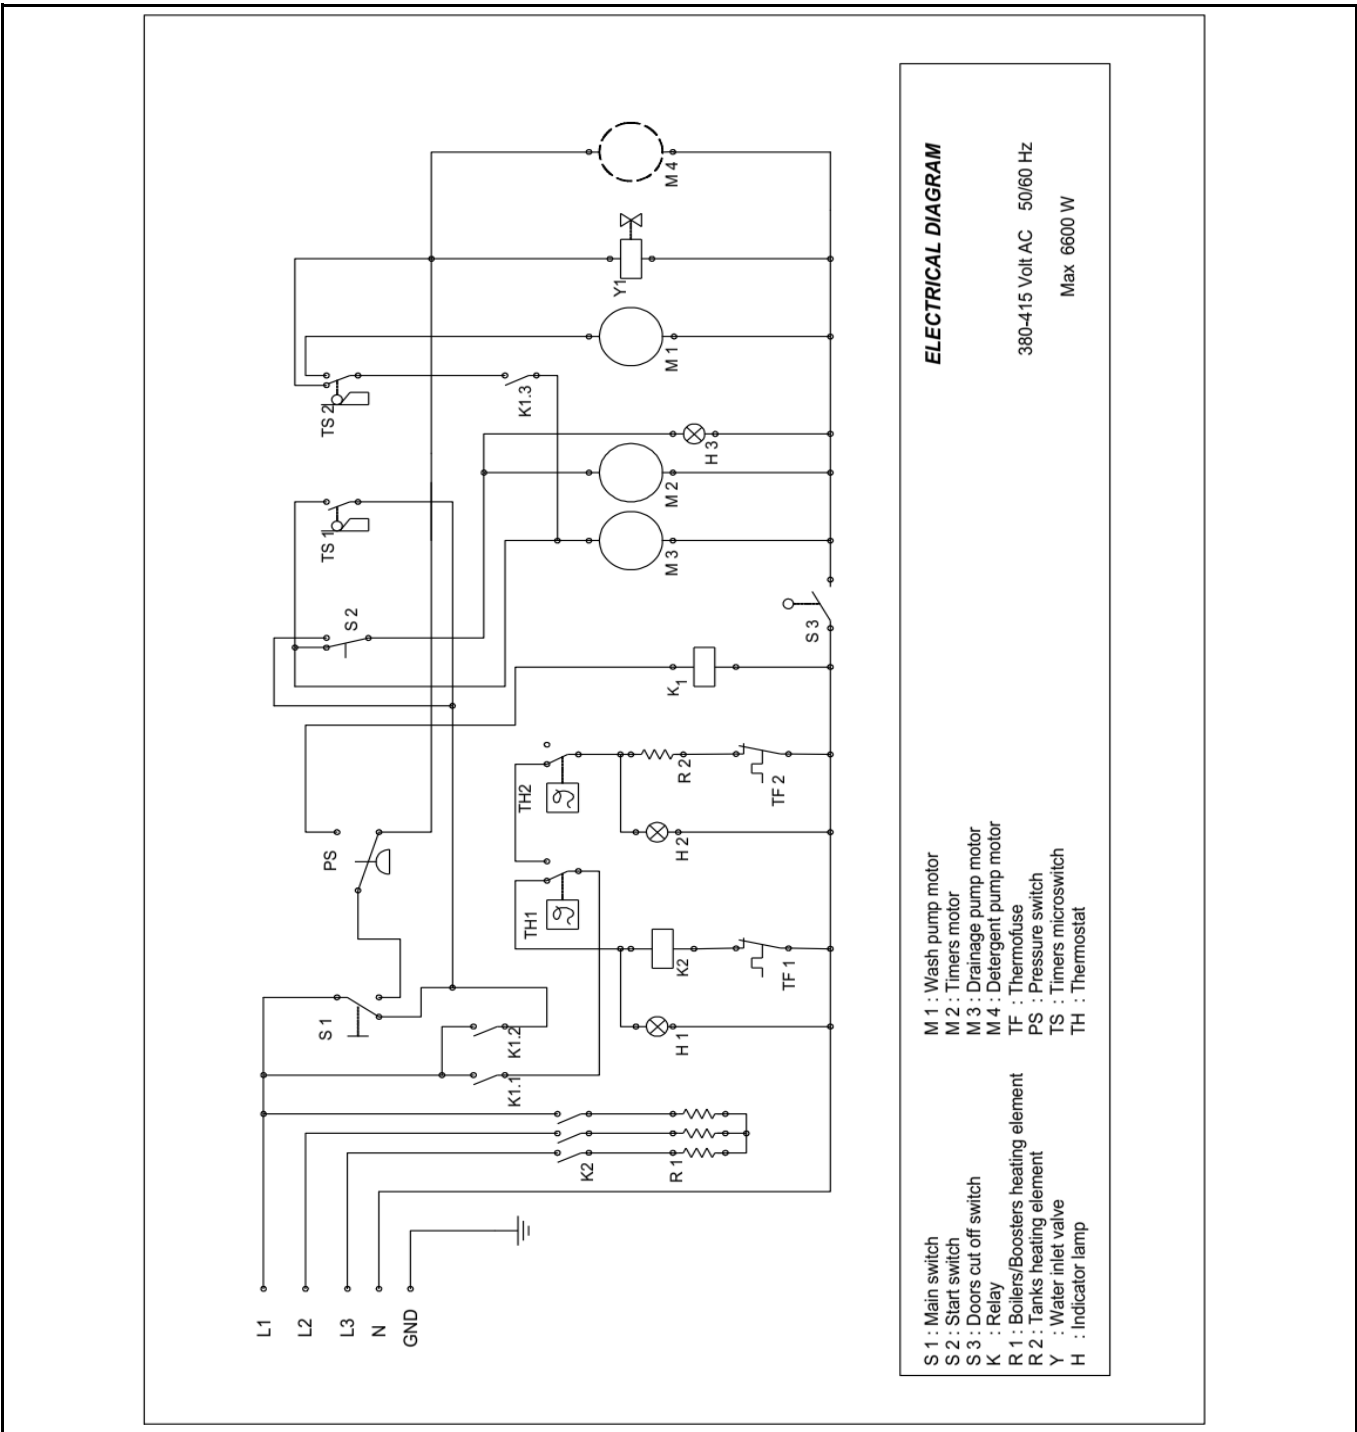 ELECTRICAL DIAGRAM
380-415 Volt AC 50/60 Hz
Max 6600 W
S 1 : Main switch
S 2 : Start switch
S 3 : Doors cut off switch
K : Relay
R 1 : Boilers/Boosters heating element
R 2 : Tanks heating element
Y : Water inlet valve
H : Indicator lamp
M 1 : Wash pump motor
M 2 : Timers motor
M 3 : Drainage pump motor
M 4 : Detergent pump motor
TF : Thermofuse
PS : Pressure switch
TS : Timers microswitch
TH : Thermostat
L1
L2
L3
N
GND
S 1
PS
S 2
TS 1
TS 2
K1.1
K1.2
K1.3
TH1
TH2
K2
R 1
H 1
K2
TF 1
H 2
R 2
TF 2
K1
S 3
M 3
M 2
H 3
M 1
Y1
M 4